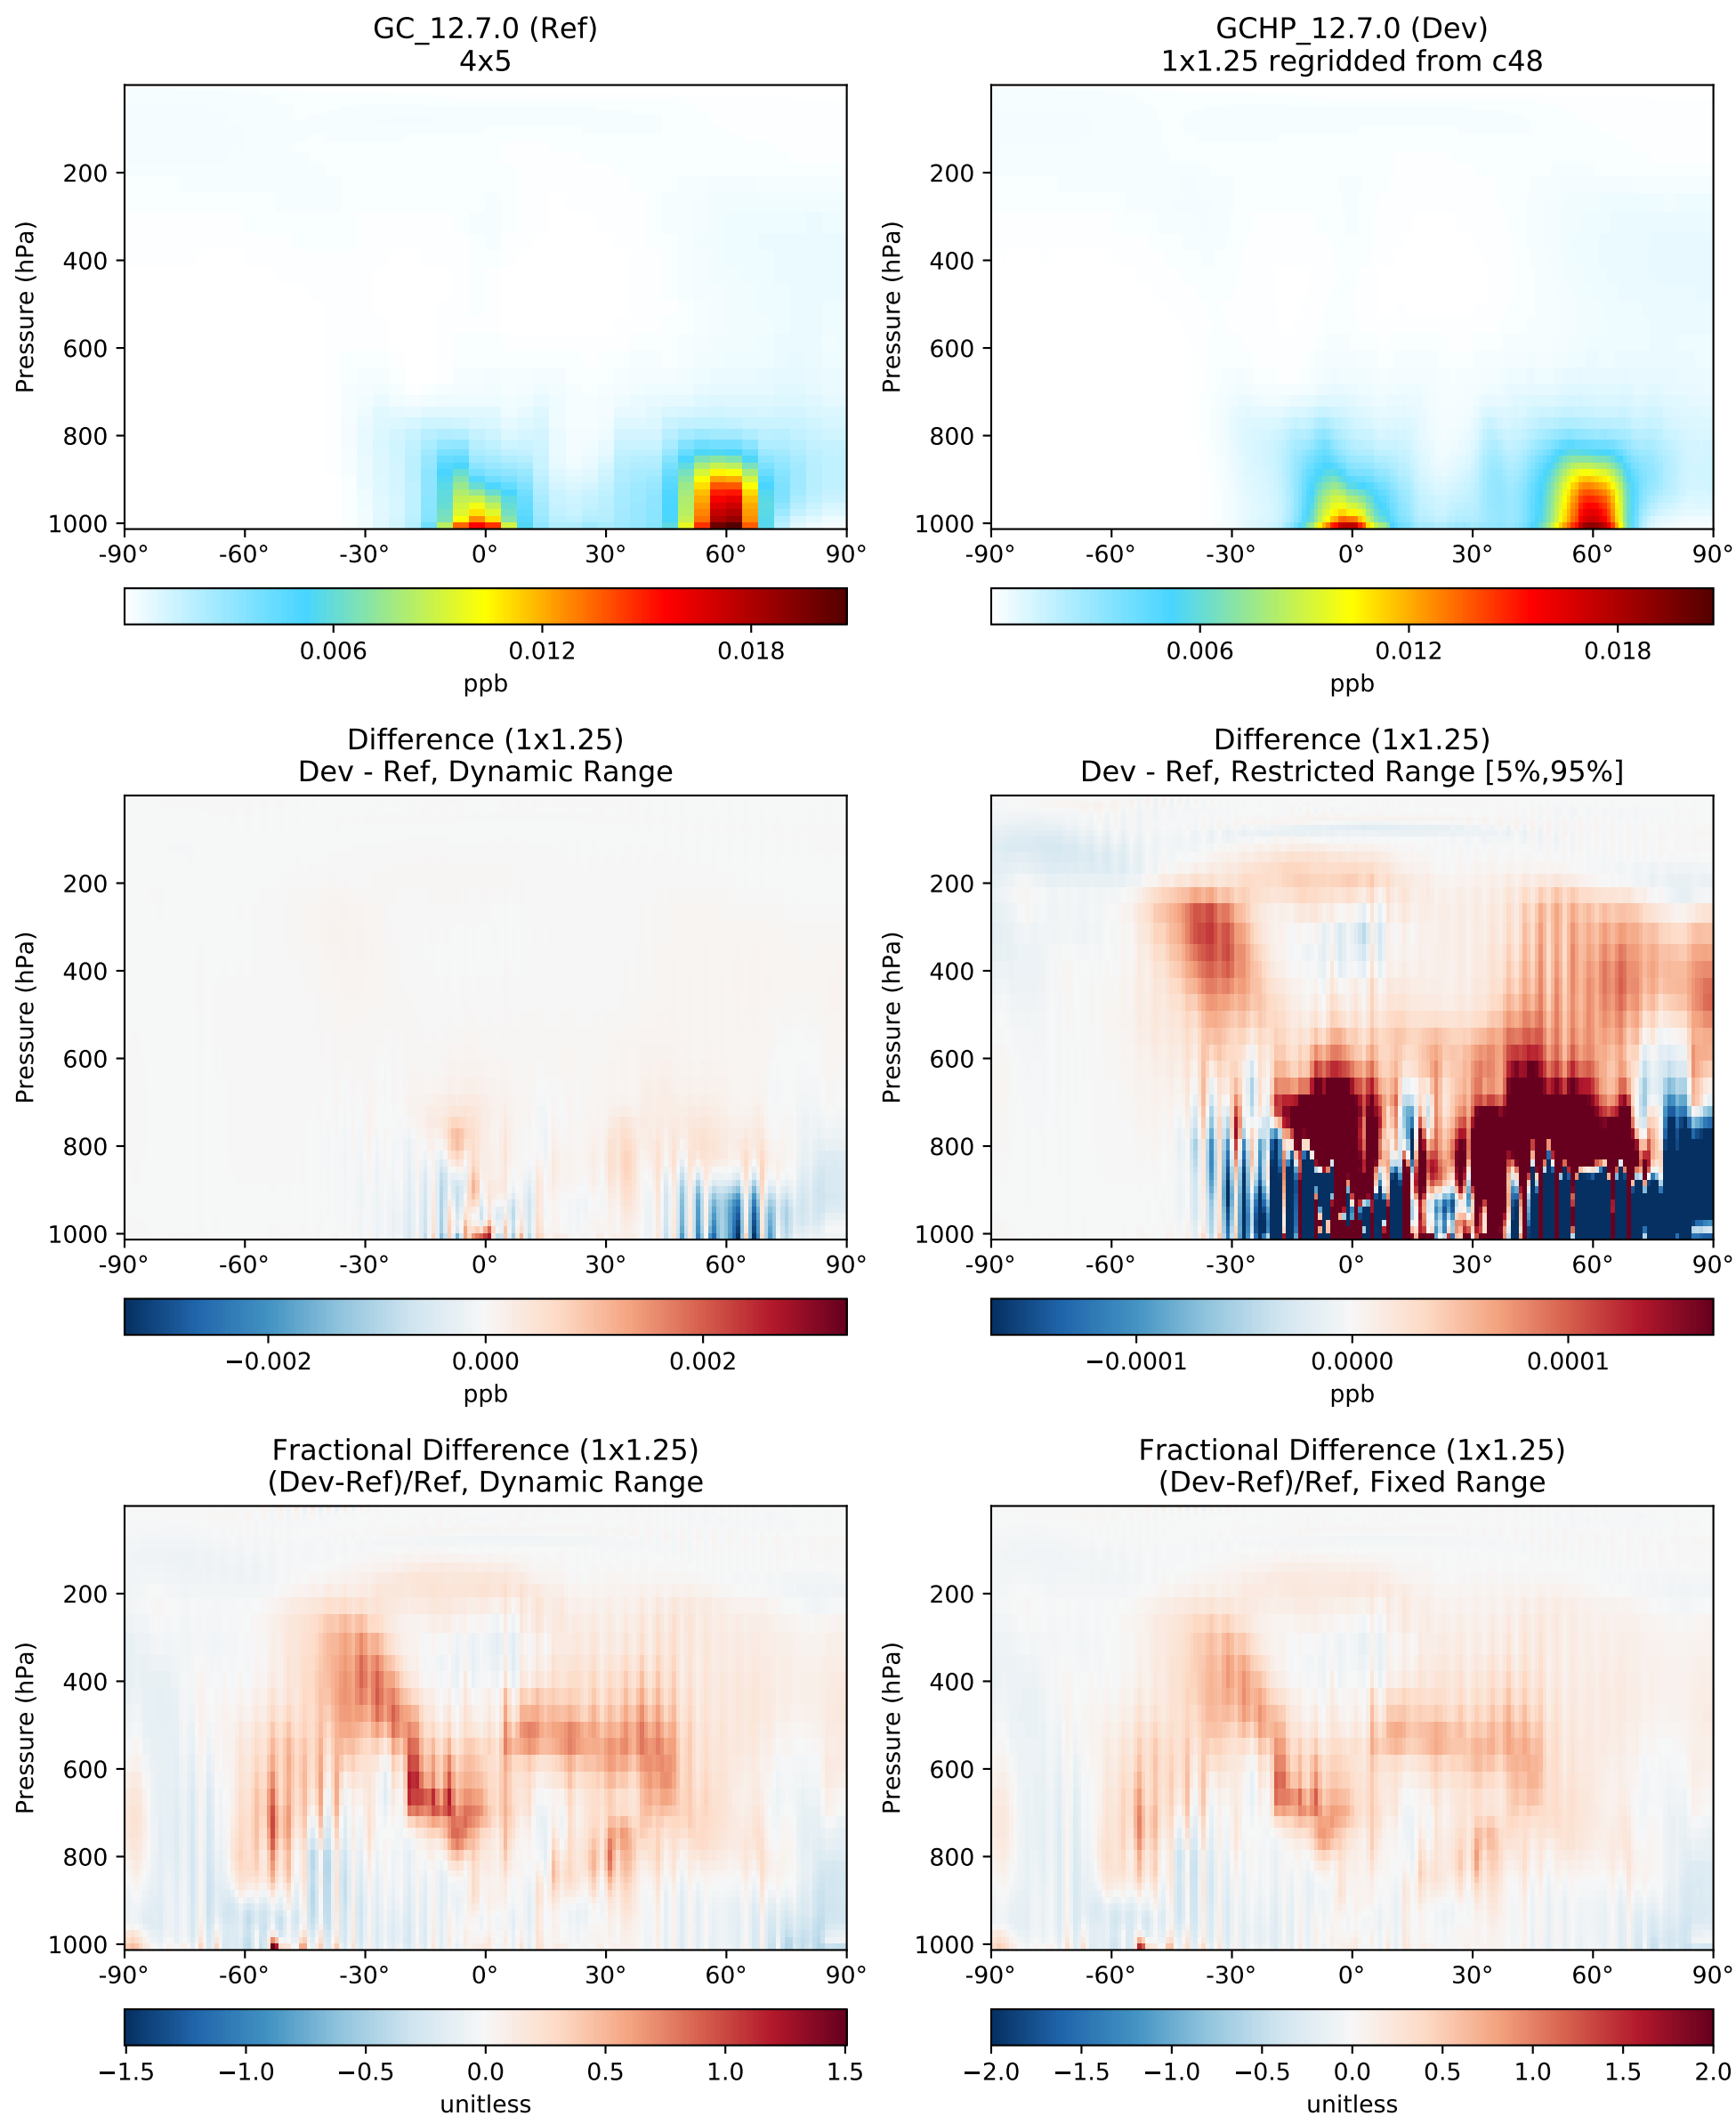 GC_12.7.0 (Ref)
4x5
Pressure (hPa)
200
400
600
800
1000
-90° -60° -30° 0° 30° 60° 90°
0.006 0.012 0.018
ppb
GCHP_12.7.0 (Dev)
1x1.25 regridded from c48
Pressure (hPa)
200
400
600
800
1000
-90° -60° -30° 0° 30° 60° 90°
0.006 0.012 0.018
ppb
Difference (1x1.25)
Dev - Ref, Dynamic Range
Pressure (hPa)
200
400
600
800
1000
-90° -60° -30° 0° 30° 60° 90°
−0.002 0.000 0.002
ppb
Difference (1x1.25)
Dev - Ref, Restricted Range [5%,95%]
Pressure (hPa)
200
400
600
800
1000
-90° -60° -30° 0° 30° 60° 90°
−0.0001 0.0000 0.0001
ppb
Fractional Difference (1x1.25)
(Dev-Ref)/Ref, Dynamic Range
Pressure (hPa)
200
400
600
800
1000
-90° -60° -30° 0° 30° 60° 90°
−1.5 −1.0 −0.5 0.0 0.5 1.0 1.5
unitless
Fractional Difference (1x1.25)
(Dev-Ref)/Ref, Fixed Range
Pressure (hPa)
200
400
600
800
1000
-90° -60° -30° 0° 30° 60° 90°
−2.0 −1.5 −1.0 −0.5 0.0 0.5 1.0 1.5 2.0
unitless